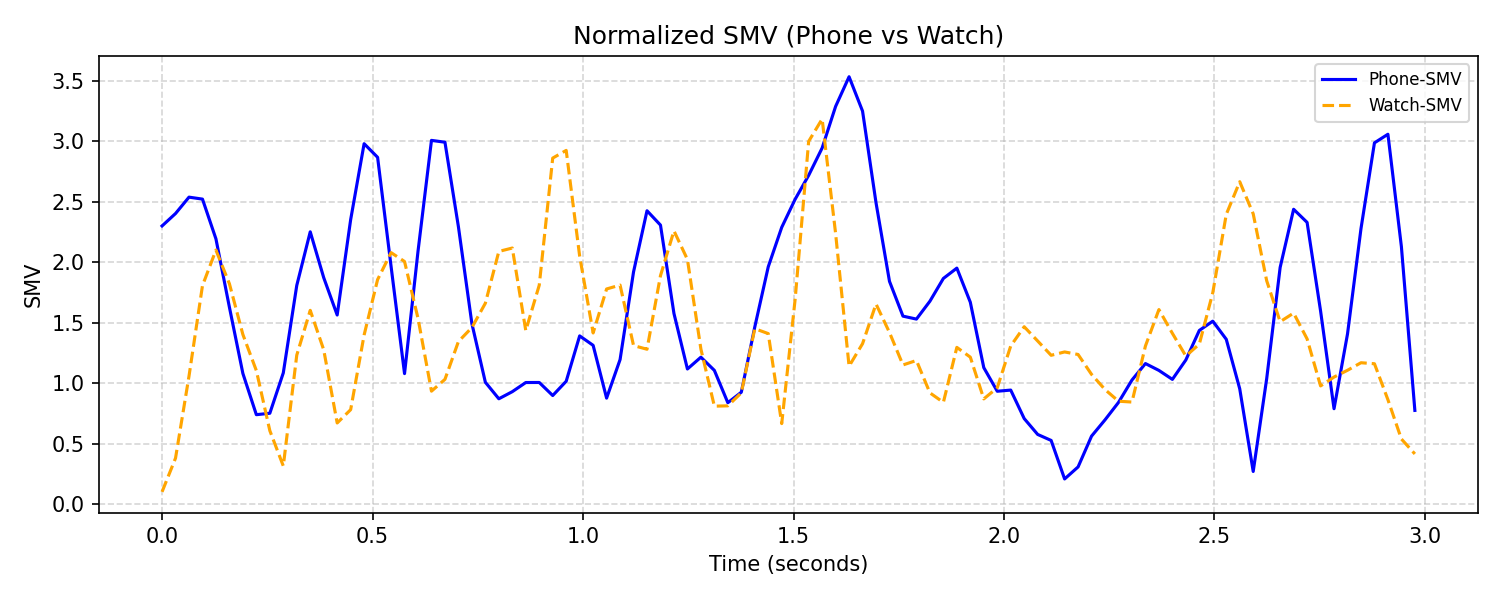 Normalized SMV (Phone vs Watch)
Phone-SMV
Watch-SMV
SMV
3.5
3.0
2.5
2.0
1.5
1.0
0.5
0.0
0.0 0.5 1.0 1.5 2.0 2.5 3.0
Time (seconds)